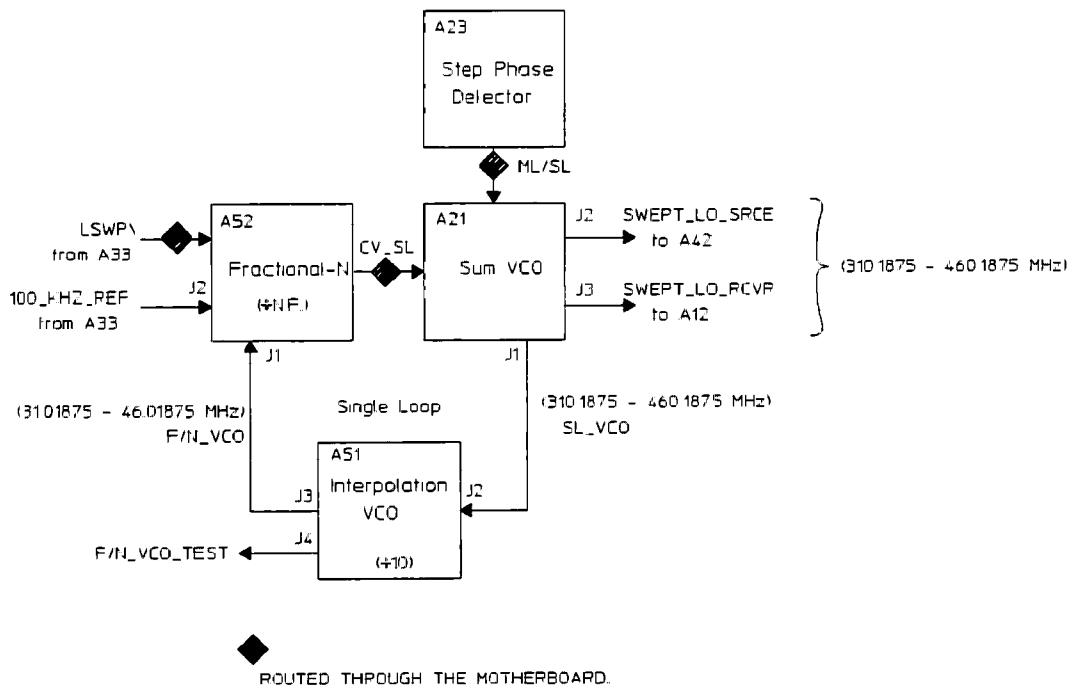 A23
Step Phase
Detector
ML/SL
LSWP\
from A33
100_KHZ_REF
from A33
J2
A52
Fractional-N
(÷N.F.)
J1
CV_SL
A21
Sum VCO
J2
SWEPT_LO_SRCE
to A42
J3
SWEPT_LO_RCVR
to A12
J1
(310.1875 - 460.1875 MHz)
(31.01875 - 46.01875 MHz)
F/N_VCO
Single Loop
(310.1875 - 460.1875 MHz)
SL_VCO
A51
Interpolation
VCO
(÷10)
J3
J2
J4
F/N_VCO_TEST
ROUTED THROUGH THE MOTHERBOARD.